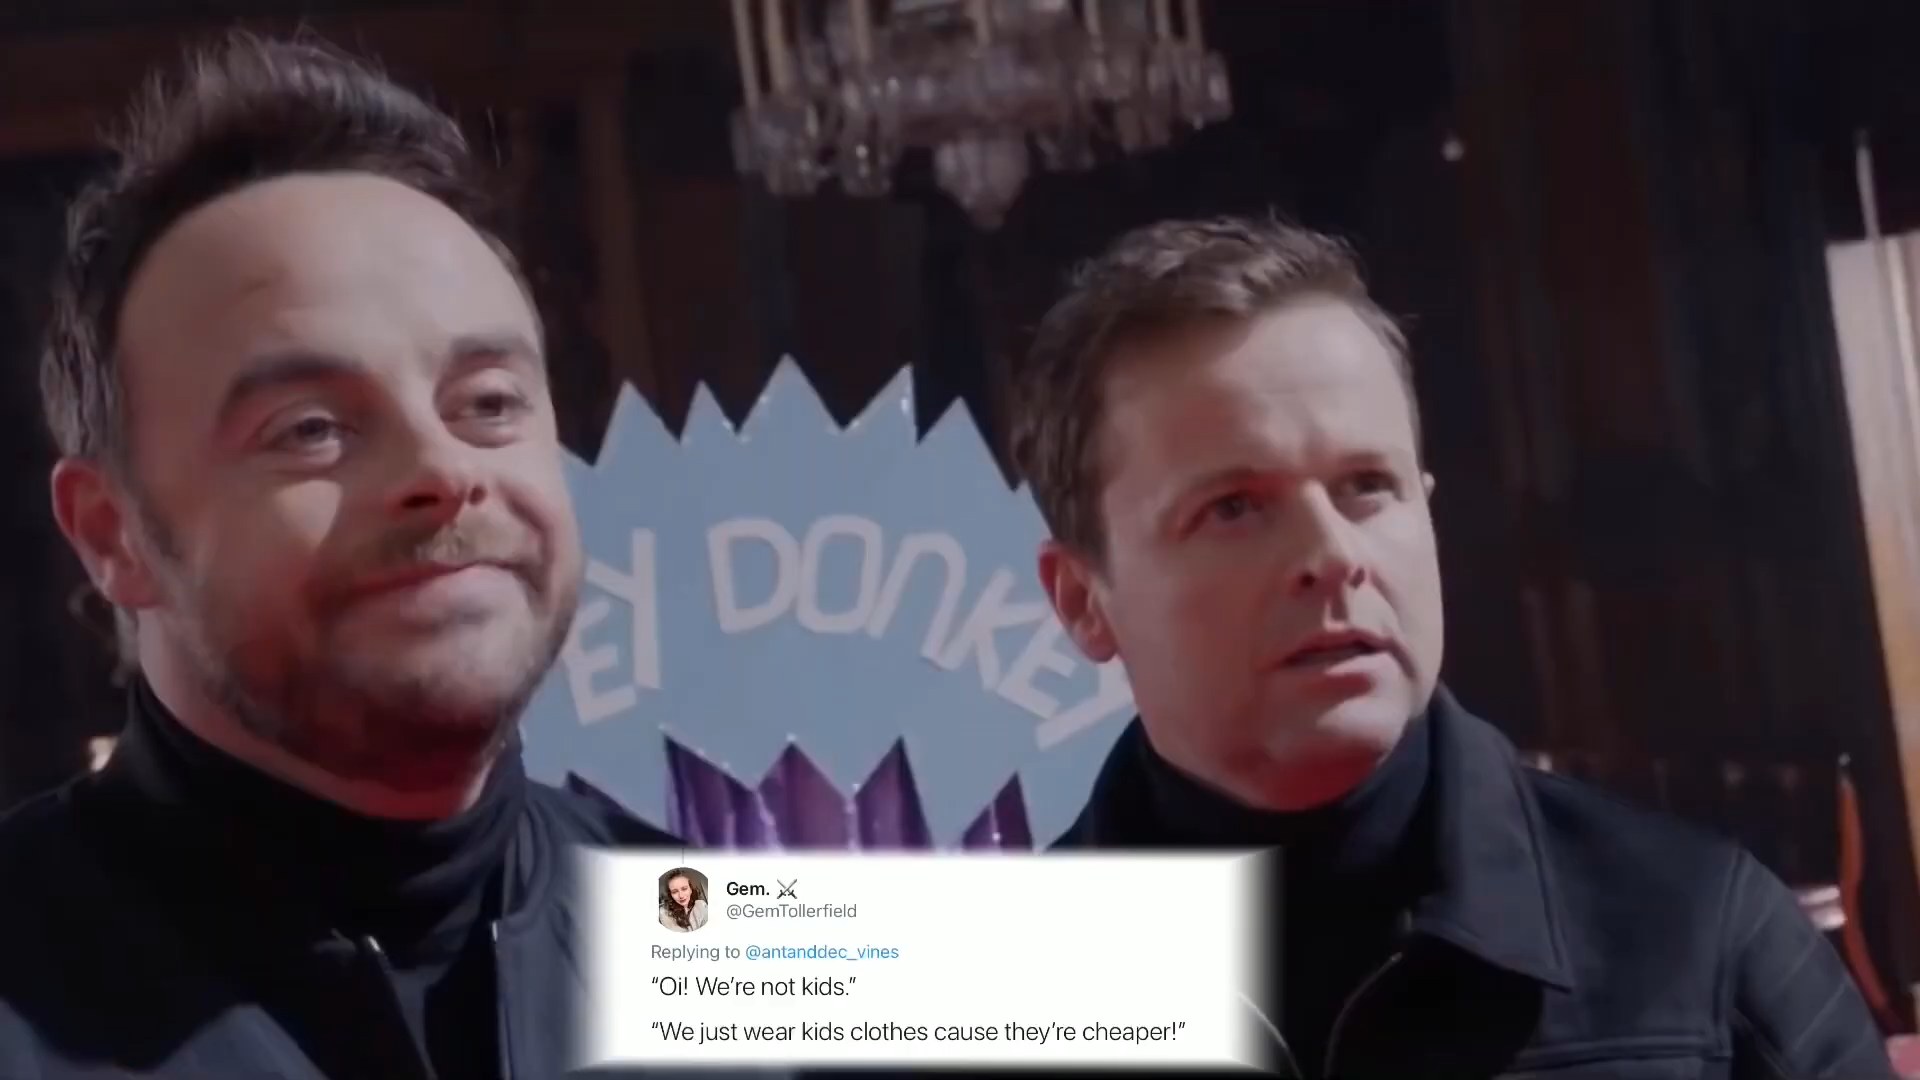 EY DONKEY
Gem. ⚔
@GemTollerfield
Replying to @antanddec_vines
“Oi! We’re not kids.”
“We just wear kids clothes cause they’re cheaper!”